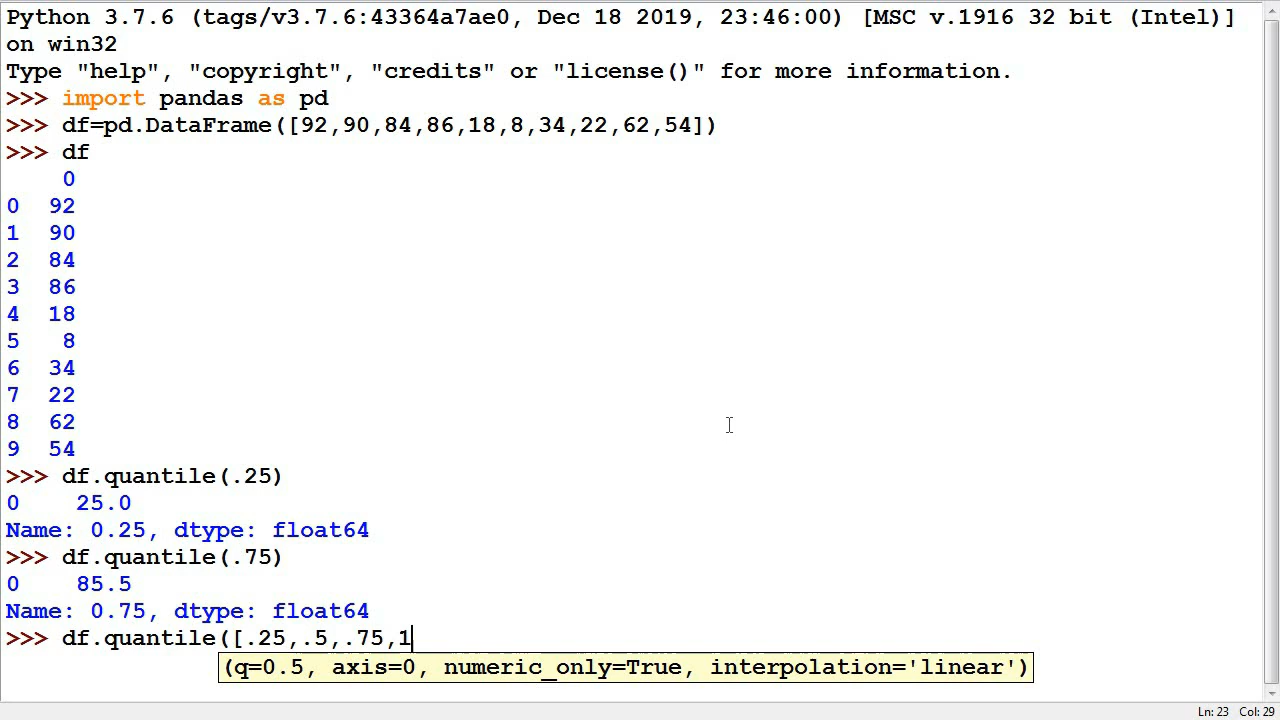 Python 3.7.6 (tags/v3.7.6:43364a7ae0, Dec 18 2019, 23:46:00) [MSC v.1916 32 bit (Intel)]
on win32
Type "help", "copyright", "credits" or "license()" for more information.
>>> import pandas as pd
>>> df=pd.DataFrame([92,90,84,86,18,8,34,22,62,54])
>>> df
    0
0  92
1  90
2  84
3  86
4  18
5   8
6  34
7  22
8  62
9  54
>>> df.quantile(.25)
0    25.0
Name: 0.25, dtype: float64
>>> df.quantile(.75)
0    85.5
Name: 0.75, dtype: float64
>>> df.quantile([.25,.5,.75,1
(q=0.5, axis=0, numeric_only=True, interpolation='linear')
Ln: 23 Col: 29